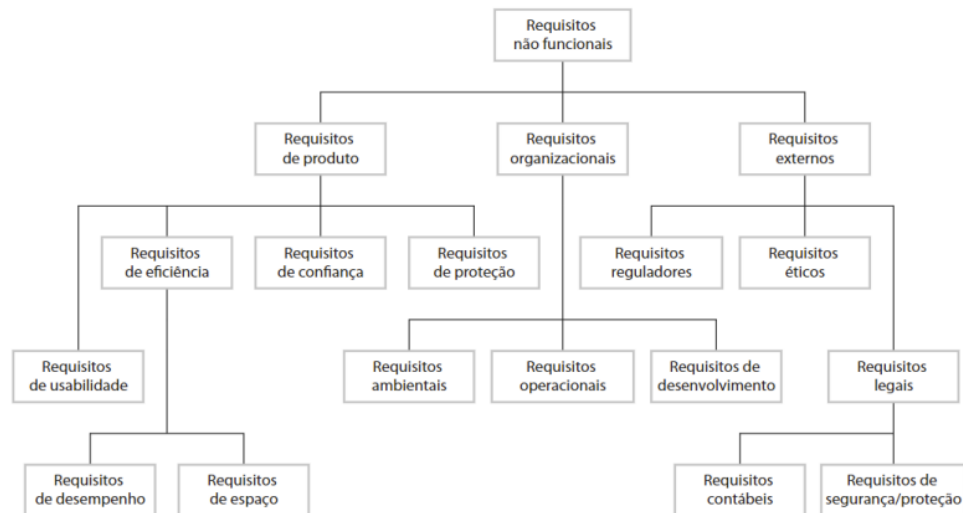 Requisitos
não funcionais
Requisitos
de produto
Requisitos
organizacionais
Requisitos
externos
Requisitos
de eficiência
Requisitos
de confiança
Requisitos
de proteção
Requisitos
reguladores
Requisitos
éticos
Requisitos
de usabilidade
Requisitos
ambientais
Requisitos
operacionais
Requisitos de
desenvolvimento
Requisitos
legais
Requisitos
de desempenho
Requisitos
de espaço
Requisitos
contábeis
Requisitos de
segurança/proteção